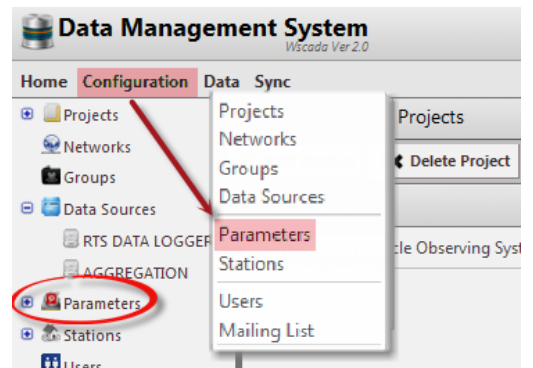 Data Management System
Wscada Ver 2.0
Home Configuration Data Sync
Projects
Networks
Groups
Data Sources
RTS DATA LOGGER
AGGREGATION
Parameters
Stations
Users
Projects
Networks
Groups
Data Sources
Parameters
Stations
Users
Mailing List
Projects
Delete Project
cle Observing Syst